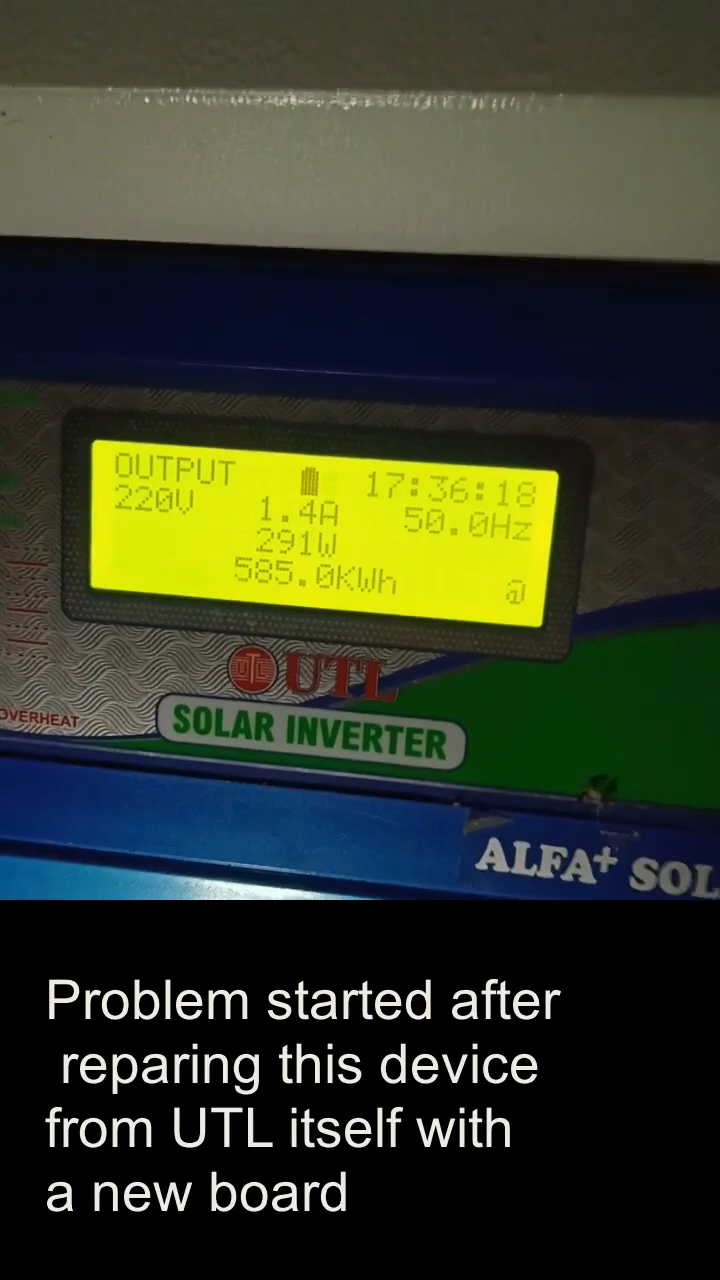 OUTPUT 17:36:18
220V 1.4A 50.0Hz
291W
585.0KWh @
UTL
UTL
OVERHEAT
SOLAR INVERTER
ALFA+ SOL
Problem started after
reparing this device
from UTL itself with
a new board